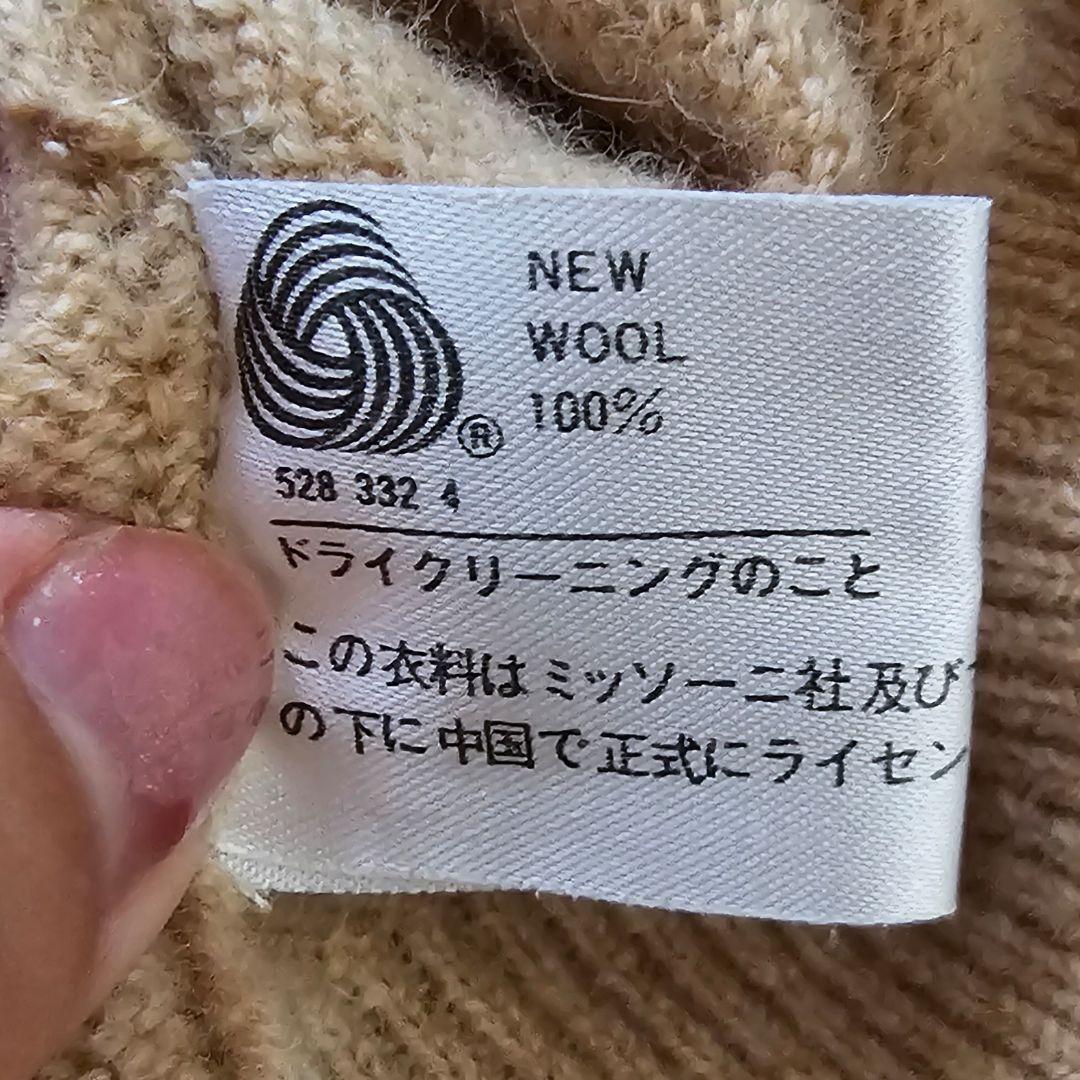 NEW
WOOL
100%
®
528 332 4
ドライクリーニングのこと
この衣料はミッソーニ社及び
の下に中国で正式にライセン